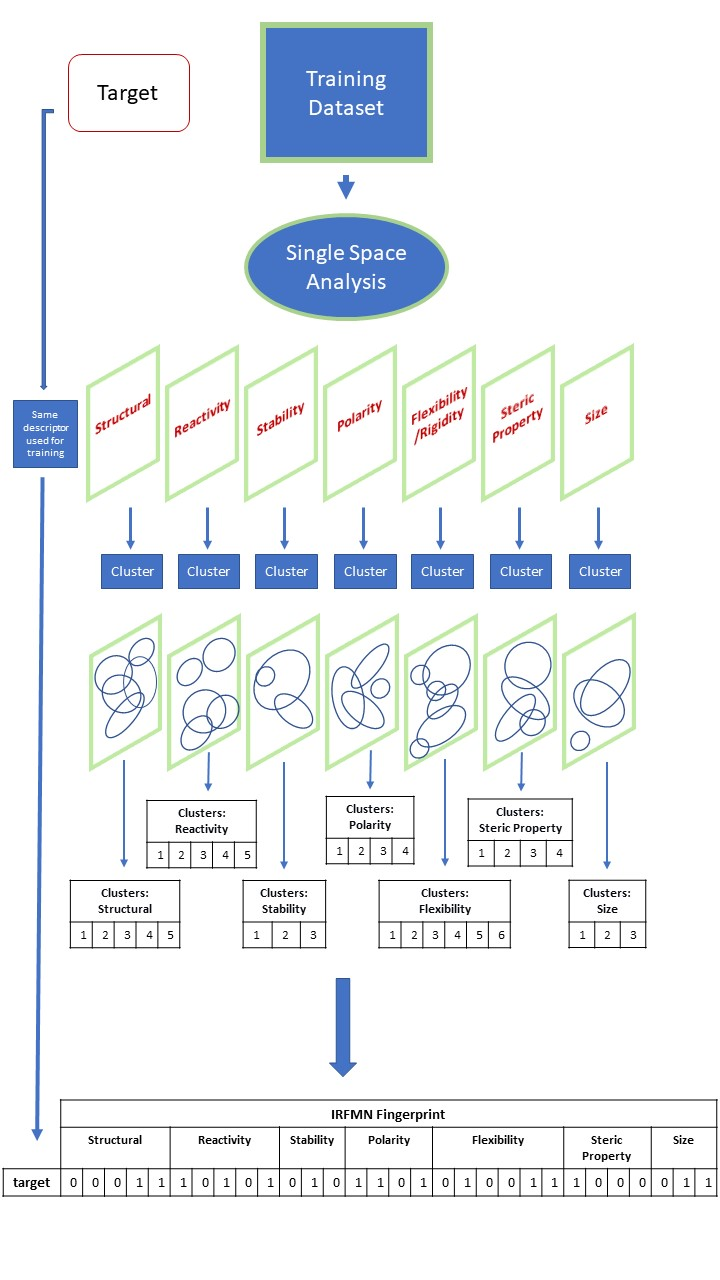 Target
Training
Dataset
Single Space
Analysis
Same
descriptor
used for
training
Structural
Reactivity
Stability
Polarity
Flexibility
/Rigidity
Steric
Property
Size
Cluster
Cluster
Cluster
Cluster
Cluster
Cluster
Cluster
Clusters:
Reactivity
1 2 3 4 5
Clusters:
Polarity
1 2 3 4
Clusters:
Steric Property
1 2 3 4
Clusters:
Structural
1 2 3 4 5
Clusters:
Stability
1 2 3
Clusters:
Flexibility
1 2 3 4 5 6
Clusters:
Size
1 2 3
IRFMN Fingerprint
Structural Reactivity Stability Polarity Flexibility Steric Property Size
target 0 0 0 1 1 1 0 1 0 1 0 1 0 1 1 0 1 0 1 0 0 1 1 1 0 0 0 0 1 1